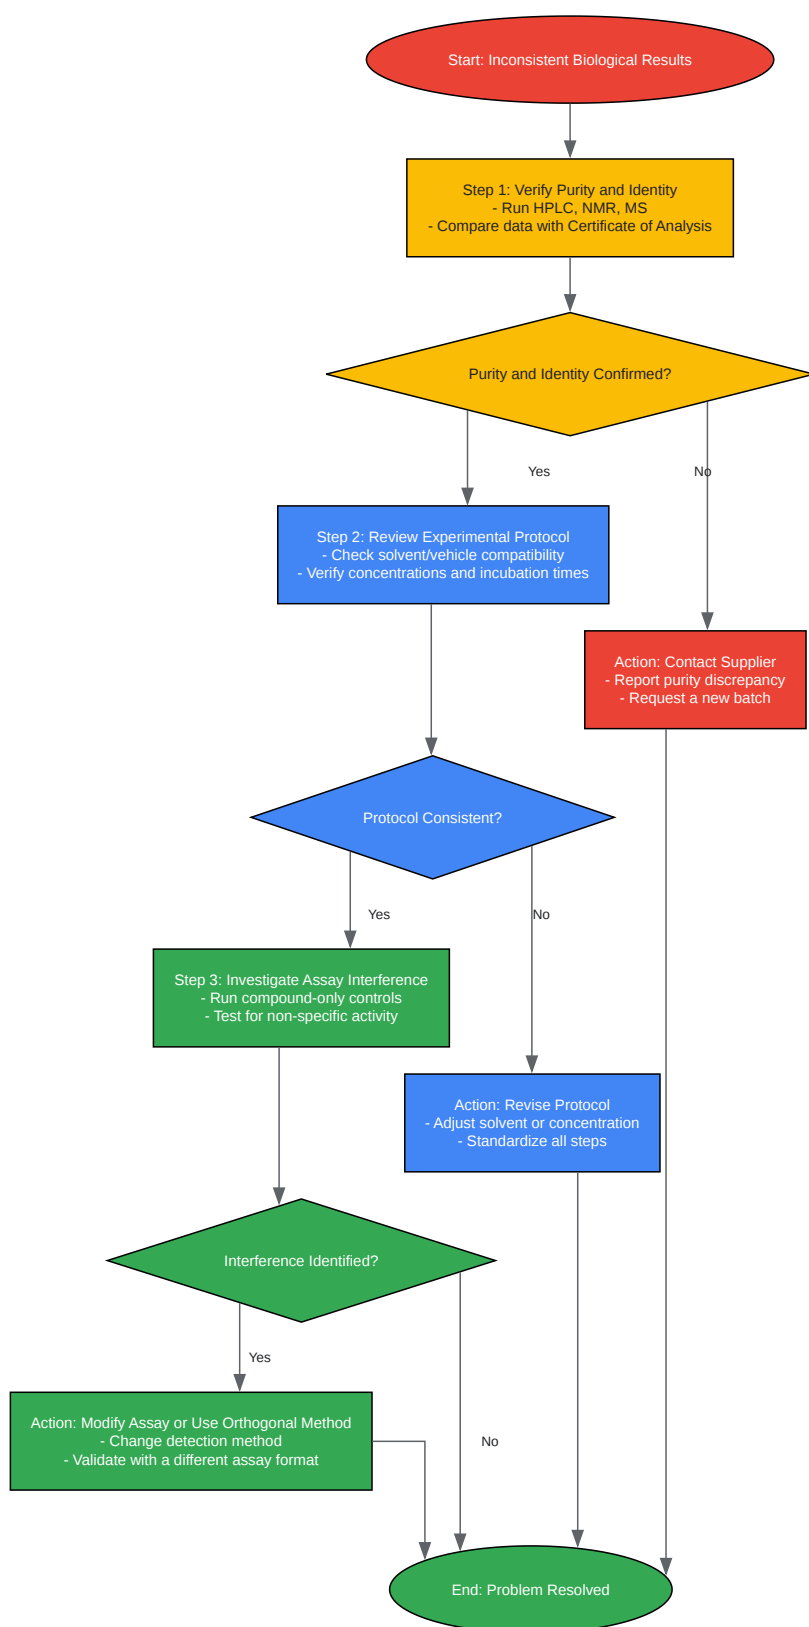 Start: Inconsistent Biological Results
Step 1: Verify Purity and Identity
- Run HPLC, NMR, MS
- Compare data with Certificate of Analysis
Purity and Identity Confirmed?
Yes
No
Step 2: Review Experimental Protocol
- Check solvent/vehicle compatibility
- Verify concentrations and incubation times
Action: Contact Supplier
- Report purity discrepancy
- Request a new batch
Protocol Consistent?
Yes
No
Step 3: Investigate Assay Interference
- Run compound-only controls
- Test for non-specific activity
Action: Revise Protocol
- Adjust solvent or concentration
- Standardize all steps
Interference Identified?
Yes
No
Action: Modify Assay or Use Orthogonal Method
- Change detection method
- Validate with a different assay format
End: Problem Resolved